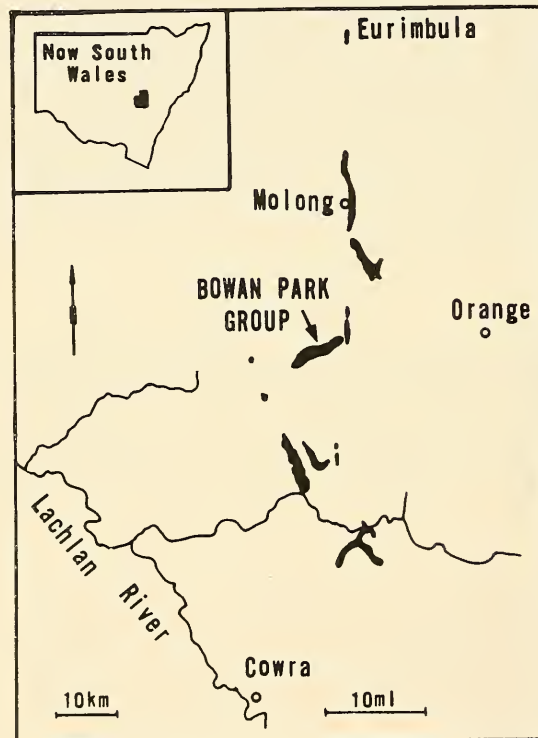 Now South
Wales
Eurimbula
Molong
BOWAN PARK
GROUP
Orange
Lachlan River
Cowra
10km
10ml